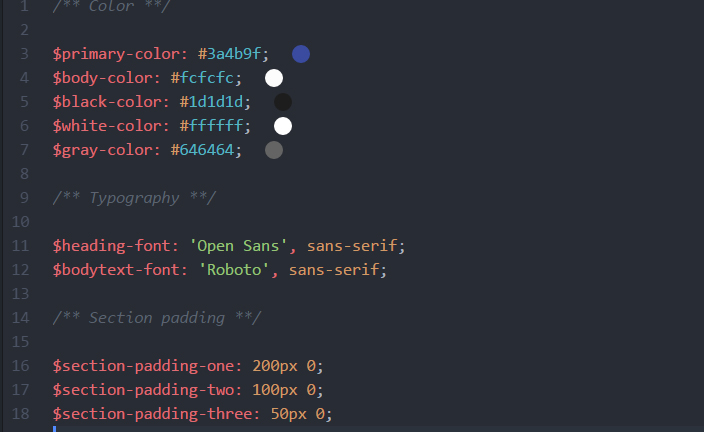 1 /** Color **/
2
3 $primary-color: #3a4b9f;
4 $body-color: #fcfcfc;
5 $black-color: #1d1d1d;
6 $white-color: #ffffff;
7 $gray-color: #646464;
8
9 /** Typography **/
10
11 $heading-font: 'Open Sans', sans-serif;
12 $bodytext-font: 'Roboto', sans-serif;
13
14 /** Section padding **/
15
16 $section-padding-one: 200px 0;
17 $section-padding-two: 100px 0;
18 $section-padding-three: 50px 0;